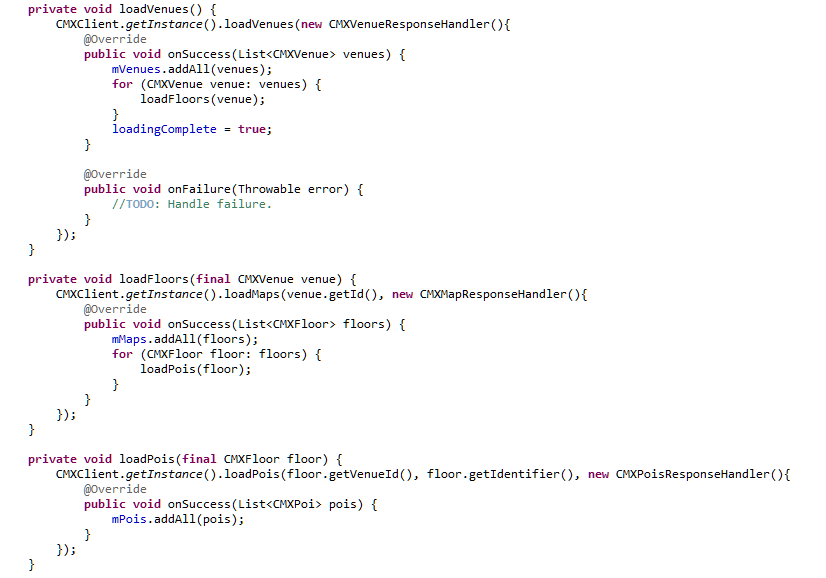 private void loadVenues() {
    CMXClient.getInstance().loadVenues(new CMXVenueResponseHandler(){
        @Override
        public void onSuccess(List<CMXVenue> venues) {
            mVenues.addAll(venues);
            for (CMXVenue venue: venues) {
                loadFloors(venue);
            }
            loadingComplete = true;
        }

        @Override
        public void onFailure(Throwable error) {
            //TODO: Handle failure.
        }
    });
}

private void loadFloors(final CMXVenue venue) {
    CMXClient.getInstance().loadMaps(venue.getId(), new CMXMapResponseHandler(){
        @Override
        public void onSuccess(List<CMXFloor> floors) {
            mMaps.addAll(floors);
            for (CMXFloor floor: floors) {
                loadPois(floor);
            }
        }
    });
}

private void loadPois(final CMXFloor floor) {
    CMXClient.getInstance().loadPois(floor.getVenueId(), floor.getIdentifier(), new CMXPoisResponseHandler(){
        @Override
        public void onSuccess(List<CMXPoi> pois) {
            mPois.addAll(pois);
        }
    });
}